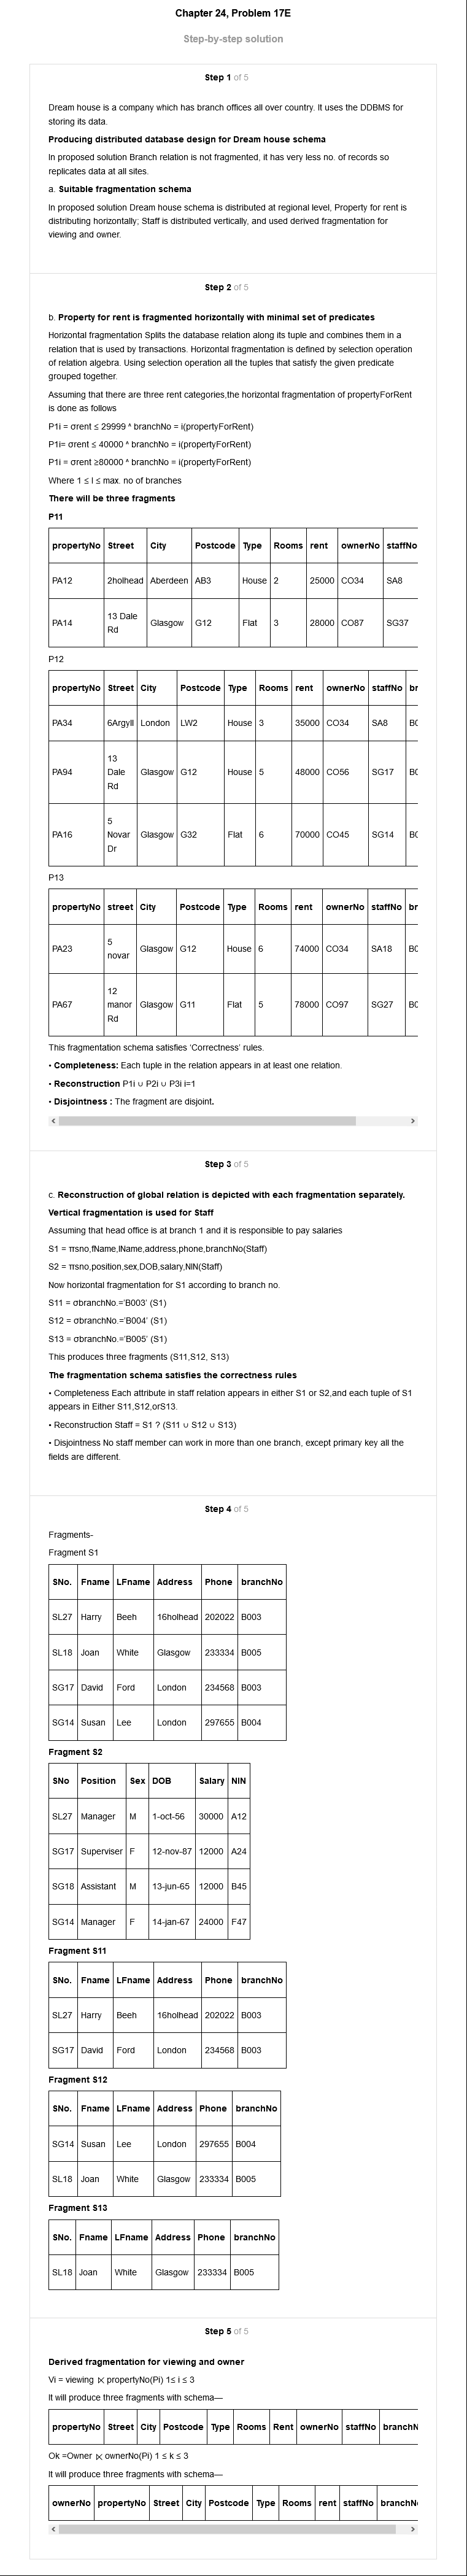 Chapter 24, Problem 17E
Step-by-step solution
Step 1 of 5
Dream house is a company which has branch offices all over country. It uses the DDBMS for
storing its data.
Producing distributed database design for Dream house schema
In proposed solution Branch relation is not fragmented, it has very less no. of records so
replicates data at all sites.
a. Suitable fragmentation schema
In proposed solution Dream house schema is distributed at regional level, Property for rent is
distributing horizontally; Staff is distributed vertically, and used derived fragmentation for
viewing and owner.
Step 2 of 5
b. Property for rent is fragmented horizontally with minimal set of predicates
Horizontal fragmentation Splits the database relation along its tuple and combines them in a
relation that is used by transactions. Horizontal fragmentation is defined by selection operation
of relation algebra. Using selection operation all the tuples that satisfy the given predicate
grouped together.
Assuming that there are three rent categories,the horizontal fragmentation of propertyForRent
is done as follows
P1i = σrent ≤ 29999 ^ branchNo = i(propertyForRent)
P1i= σrent ≤ 40000 ^ branchNo = i(propertyForRent)
P1i = σrent ≥80000 ^ branchNo = i(propertyForRent)
Where 1 ≤ I ≤ max. no of branches
There will be three fragments
P11
propertyNo Street City Postcode Type Rooms rent ownerNo staffNo
PA12 2holhead Aberdeen AB3 House 2 25000 CO34 SA8
PA14 13 Dale Rd Glasgow G12 Flat 3 28000 CO87 SG37
P12
propertyNo Street City Postcode Type Rooms rent ownerNo staffNo br
PA34 6Argyll London LW2 House 3 35000 CO34 SA8 B0
PA94 13 Dale Rd Glasgow G12 House 5 48000 CO56 SG17 B0
PA16 5 Novar Dr Glasgow G32 Flat 6 70000 CO45 SG14 B0
P13
propertyNo street City Postcode Type Rooms rent ownerNo staffNo br
PA23 5 novar Glasgow G12 House 6 74000 CO34 SA18 B0
PA67 12 manor Rd Glasgow G11 Flat 5 78000 CO97 SG27 B0
This fragmentation schema satisfies 'Correctness' rules.
• Completeness: Each tuple in the relation appears in at least one relation.
• Reconstruction P1i ∪ P2i ∪ P3i i=1
• Disjointness : The fragment are disjoint.
Step 3 of 5
c. Reconstruction of global relation is depicted with each fragmentation separately.
Vertical fragmentation is used for Staff
Assuming that head office is at branch 1 and it is responsible to pay salaries
S1 = πsno,fName,lName,address,phone,branchNo(Staff)
S2 = πsno,position,sex,DOB,salary,NIN(Staff)
Now horizontal fragmentation for S1 according to branch no.
S11 = σbranchNo.='B003' (S1)
S12 = σbranchNo.='B004' (S1)
S13 = σbranchNo.='B005' (S1)
This produces three fragments (S11,S12, S13)
The fragmentation schema satisfies the correctness rules
• Completeness Each attribute in staff relation appears in either S1 or S2,and each tuple of S1
appears in Either S11,S12,orS13.
• Reconstruction Staff = S1 ? (S11 ∪ S12 ∪ S13)
• Disjointness No staff member can work in more than one branch, except primary key all the
fields are different.
Step 4 of 5
Fragments-
Fragment S1
SNo. Fname LFname Address Phone branchNo
SL27 Harry Beeh 16holhead 202022 B003
SL18 Joan White Glasgow 233334 B005
SG17 David Ford London 234568 B003
SG14 Susan Lee London 297655 B004
Fragment S2
SNo Position Sex DOB Salary NIN
SL27 Manager M 1-oct-56 30000 A12
SG17 Superviser F 12-nov-87 12000 A24
SG18 Assistant M 13-jun-65 12000 B45
SG14 Manager F 14-jan-67 24000 F47
Fragment S11
SNo. Fname LFname Address Phone branchNo
SL27 Harry Beeh 16holhead 202022 B003
SG17 David Ford London 234568 B003
Fragment S12
SNo. Fname LFname Address Phone branchNo
SG14 Susan Lee London 297655 B004
SL18 Joan White Glasgow 233334 B005
Fragment S13
SNo. Fname LFname Address Phone branchNo
SL18 Joan White Glasgow 233334 B005
Step 5 of 5
Derived fragmentation for viewing and owner
Vi = viewing ⋉ propertyNo(Pi) 1≤ i ≤ 3
It will produce three fragments with schema—
propertyNo Street City Postcode Type Rooms Rent ownerNo staffNo branchN
Ok =Owner ⋉ ownerNo(Pi) 1 ≤ k ≤ 3
It will produce three fragments with schema—
ownerNo propertyNo Street City Postcode Type Rooms rent staffNo branchN